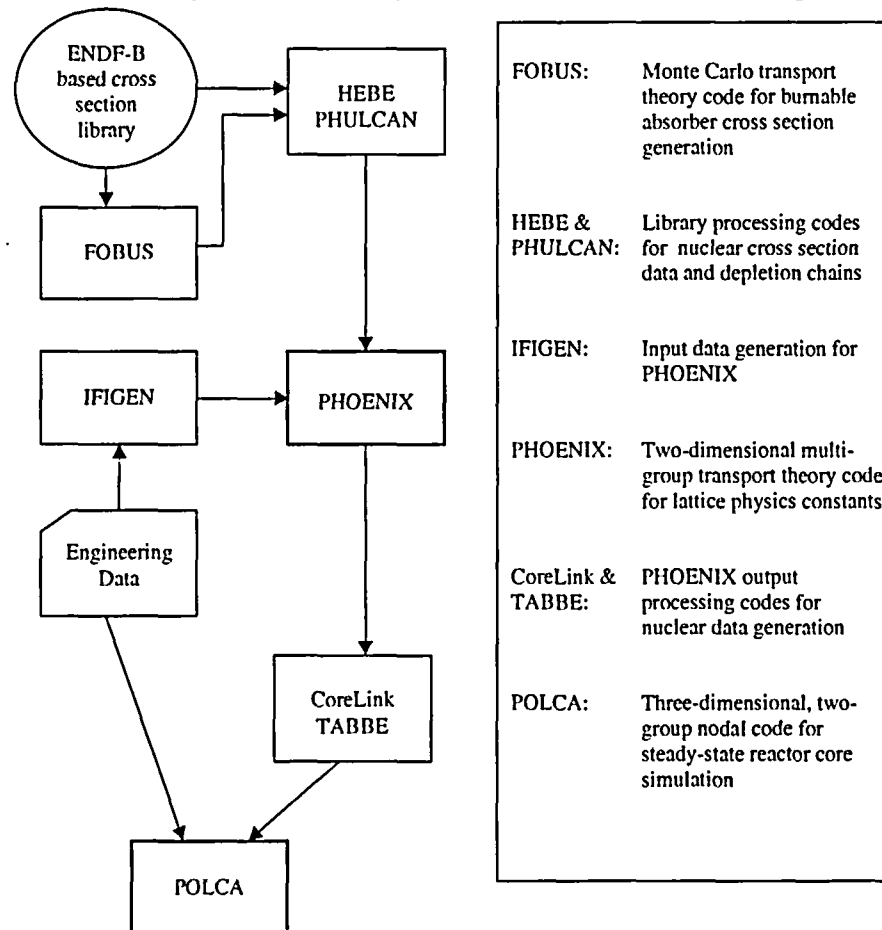 ENDF-B
based cross
section
library
HEBE
PHULCAN
FOBUS
IFIGEN
PHOENIX
Engineering
Data
CoreLink
TABBE
POLCA
FOBUS: Monte Carlo transport
theory code for burnable
absorber cross section
generation
HEBE & Library processing codes
PHULCAN: for nuclear cross section
data and depletion chains
IFIGEN: Input data generation for
PHOENIX
PHOENIX: Two-dimensional multi-
group transport theory code
for lattice physics constants
CoreLink & PHOENIX output
TABBE: processing codes for
nuclear data generation
POLCA: Three-dimensional, two-
group nodal code for
steady-state reactor core
simulation